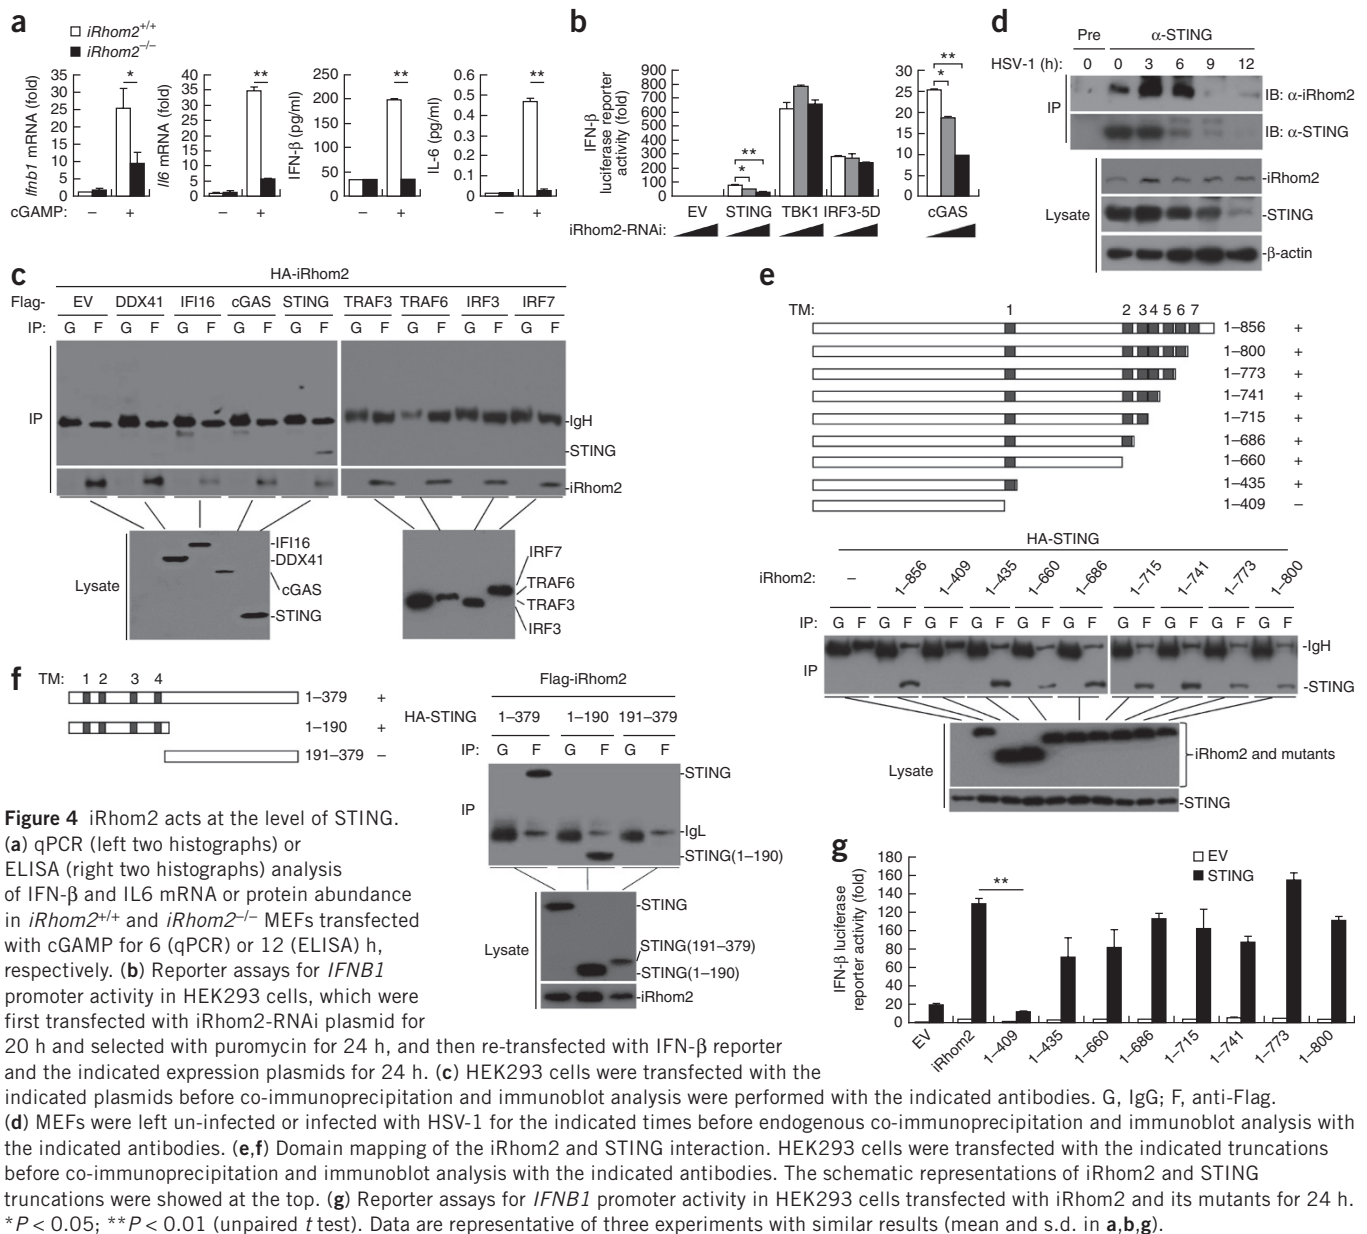 a
iRhom2+/+
iRhom2–/–
Ifnb1 mRNA (fold)
35
30
25
20
15
10
5
0
*
Il6 mRNA (fold)
40
35
30
25
20
15
10
5
0
**
IFN-β (pg/ml)
250
200
150
100
50
0
**
IL-6 (pg/ml)
0.6
0.5
0.4
0.3
0.2
0.1
0
**
cGAMP: – + – + – + – +
b
IFN-β
luciferase reporter
activity (fold)
900
800
700
600
500
400
300
200
100
0
**
*
EV STING TBK1 IRF3-5D
iRhom2-RNAi:
30
25
20
15
10
5
0
**
*
cGAS
d
Pre α-STING
HSV-1 (h): 0 0 3 6 9 12
IP
IB: α-iRhom2
IB: α-STING
Lysate
-iRhom2
-STING
-β-actin
c
HA-iRhom2
Flag- EV DDX41 IFI16 cGAS STING TRAF3 TRAF6 IRF3 IRF7
IP: G F G F G F G F G F G F G F G F G F
IP
-IgH
-STING
-iRhom2
Lysate
-IFI16
-DDX41
cGAS
-STING
IRF7
TRAF6
TRAF3
IRF3
e
TM: 1 2 3 4 5 6 7
1–856 +
1–800 +
1–773 +
1–741 +
1–715 +
1–686 +
1–660 +
1–435 +
1–409 –
HA-STING
iRhom2: – 1–856 1–409 1–435 1–660 1–686 1–715 1–741 1–773 1–800
IP: G F G F G F G F G F G F G F G F G F G F
IP
-IgH
-STING
Lysate
iRhom2 and mutants
-STING
f
TM: 1 2 3 4
1–379 +
1–190 +
191–379 –
Flag-iRhom2
HA-STING 1–379 1–190 191–379
IP: G F G F G F
IP
-STING
-IgL
-STING(1–190)
Lysate
-STING
STING(191–379)
-STING(1–190)
-iRhom2
g
IFN-β luciferase
reporter activity (fold)
180
160
140
120
160
80
60
40
20
0
EV
STING
**
EV iRhom2 1–409 1–435 1–660 1–686 1–715 1–741 1–773 1–800
Figure 4 iRhom2 acts at the level of STING.
(a) qPCR (left two histographs) or
ELISA (right two histographs) analysis
of IFN-β and IL6 mRNA or protein abundance
in iRhom2+/+ and iRhom2–/– MEFs transfected
with cGAMP for 6 (qPCR) or 12 (ELISA) h,
respectively. (b) Reporter assays for IFNB1
promoter activity in HEK293 cells, which were
first transfected with iRhom2-RNAi plasmid for
20 h and selected with puromycin for 24 h, and then re-transfected with IFN-β reporter
and the indicated expression plasmids for 24 h. (c) HEK293 cells were transfected with the
indicated plasmids before co-immunoprecipitation and immunoblot analysis were performed with the indicated antibodies. G, IgG; F, anti-Flag.
(d) MEFs were left un-infected or infected with HSV-1 for the indicated times before endogenous co-immunoprecipitation and immunoblot analysis with
the indicated antibodies. (e,f) Domain mapping of the iRhom2 and STING interaction. HEK293 cells were transfected with the indicated truncations
before co-immunoprecipitation and immunoblot analysis with the indicated antibodies. The schematic representations of iRhom2 and STING
truncations were showed at the top. (g) Reporter assays for IFNB1 promoter activity in HEK293 cells transfected with iRhom2 and its mutants for 24 h.
*P < 0.05; **P < 0.01 (unpaired t test). Data are representative of three experiments with similar results (mean and s.d. in a,b,g).